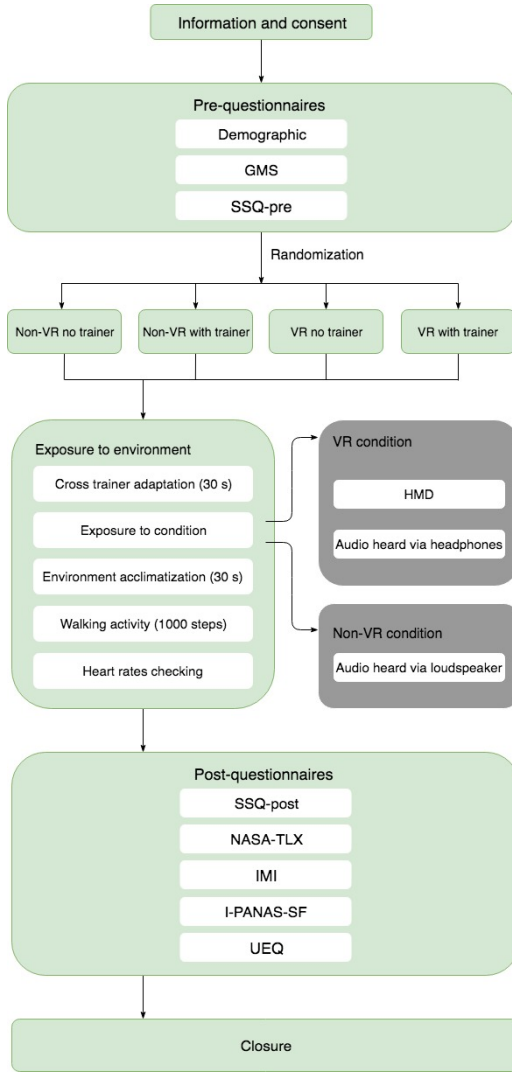 Information and consent
Pre-questionnaires
Demographic
GMS
SSQ-pre
Randomization
Non-VR no trainer
Non-VR with trainer
VR no trainer
VR with trainer
Exposure to environment
Cross trainer adaptation (30 s)
Exposure to condition
Environment acclimatization (30 s)
Walking activity (1000 steps)
Heart rates checking
VR condition
HMD
Audio heard via headphones
Non-VR condition
Audio heard via loudspeaker
Post-questionnaires
SSQ-post
NASA-TLX
IMI
I-PANAS-SF
UEQ
Closure